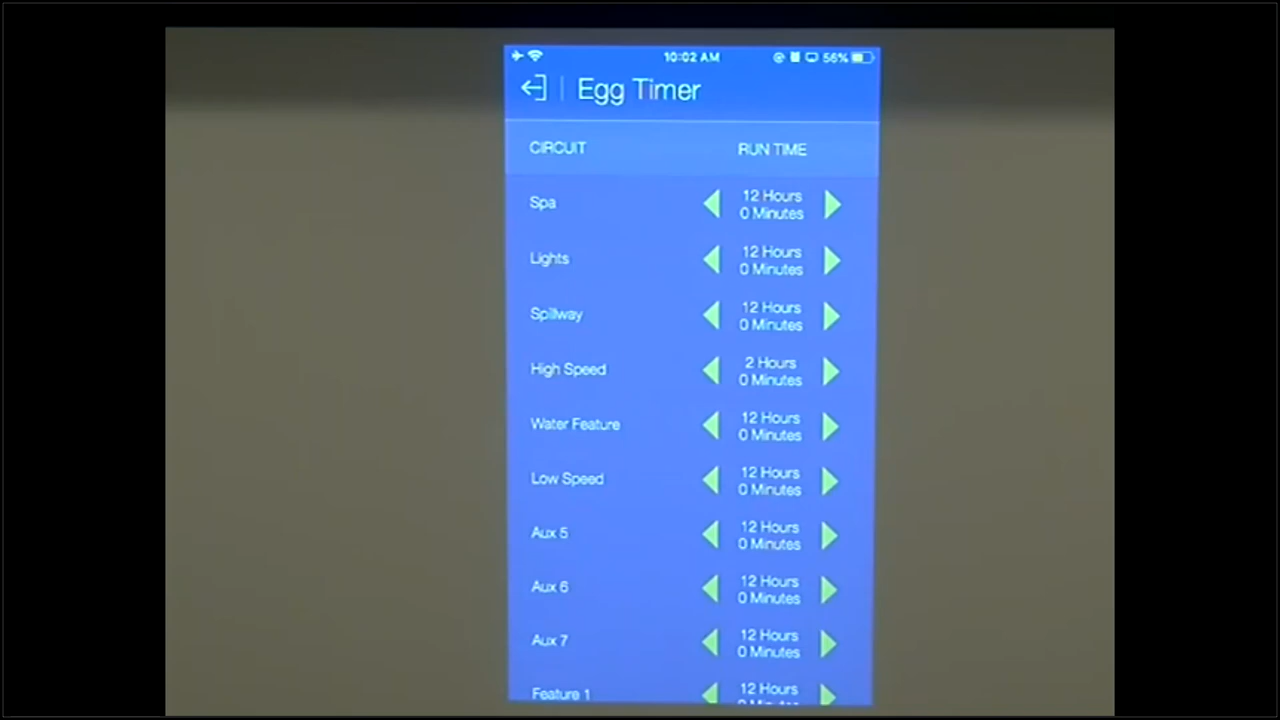 10:02 AM
56%
Egg Timer
CIRCUIT RUN TIME
Spa 12 Hours
0 Minutes
Lights 12 Hours
0 Minutes
Spillway 12 Hours
0 Minutes
High Speed 2 Hours
0 Minutes
Water Feature 12 Hours
0 Minutes
Low Speed 12 Hours
0 Minutes
Aux 5 12 Hours
0 Minutes
Aux 6 12 Hours
0 Minutes
Aux 7 12 Hours
0 Minutes
Feature 1 12 Hours
0 Minutes